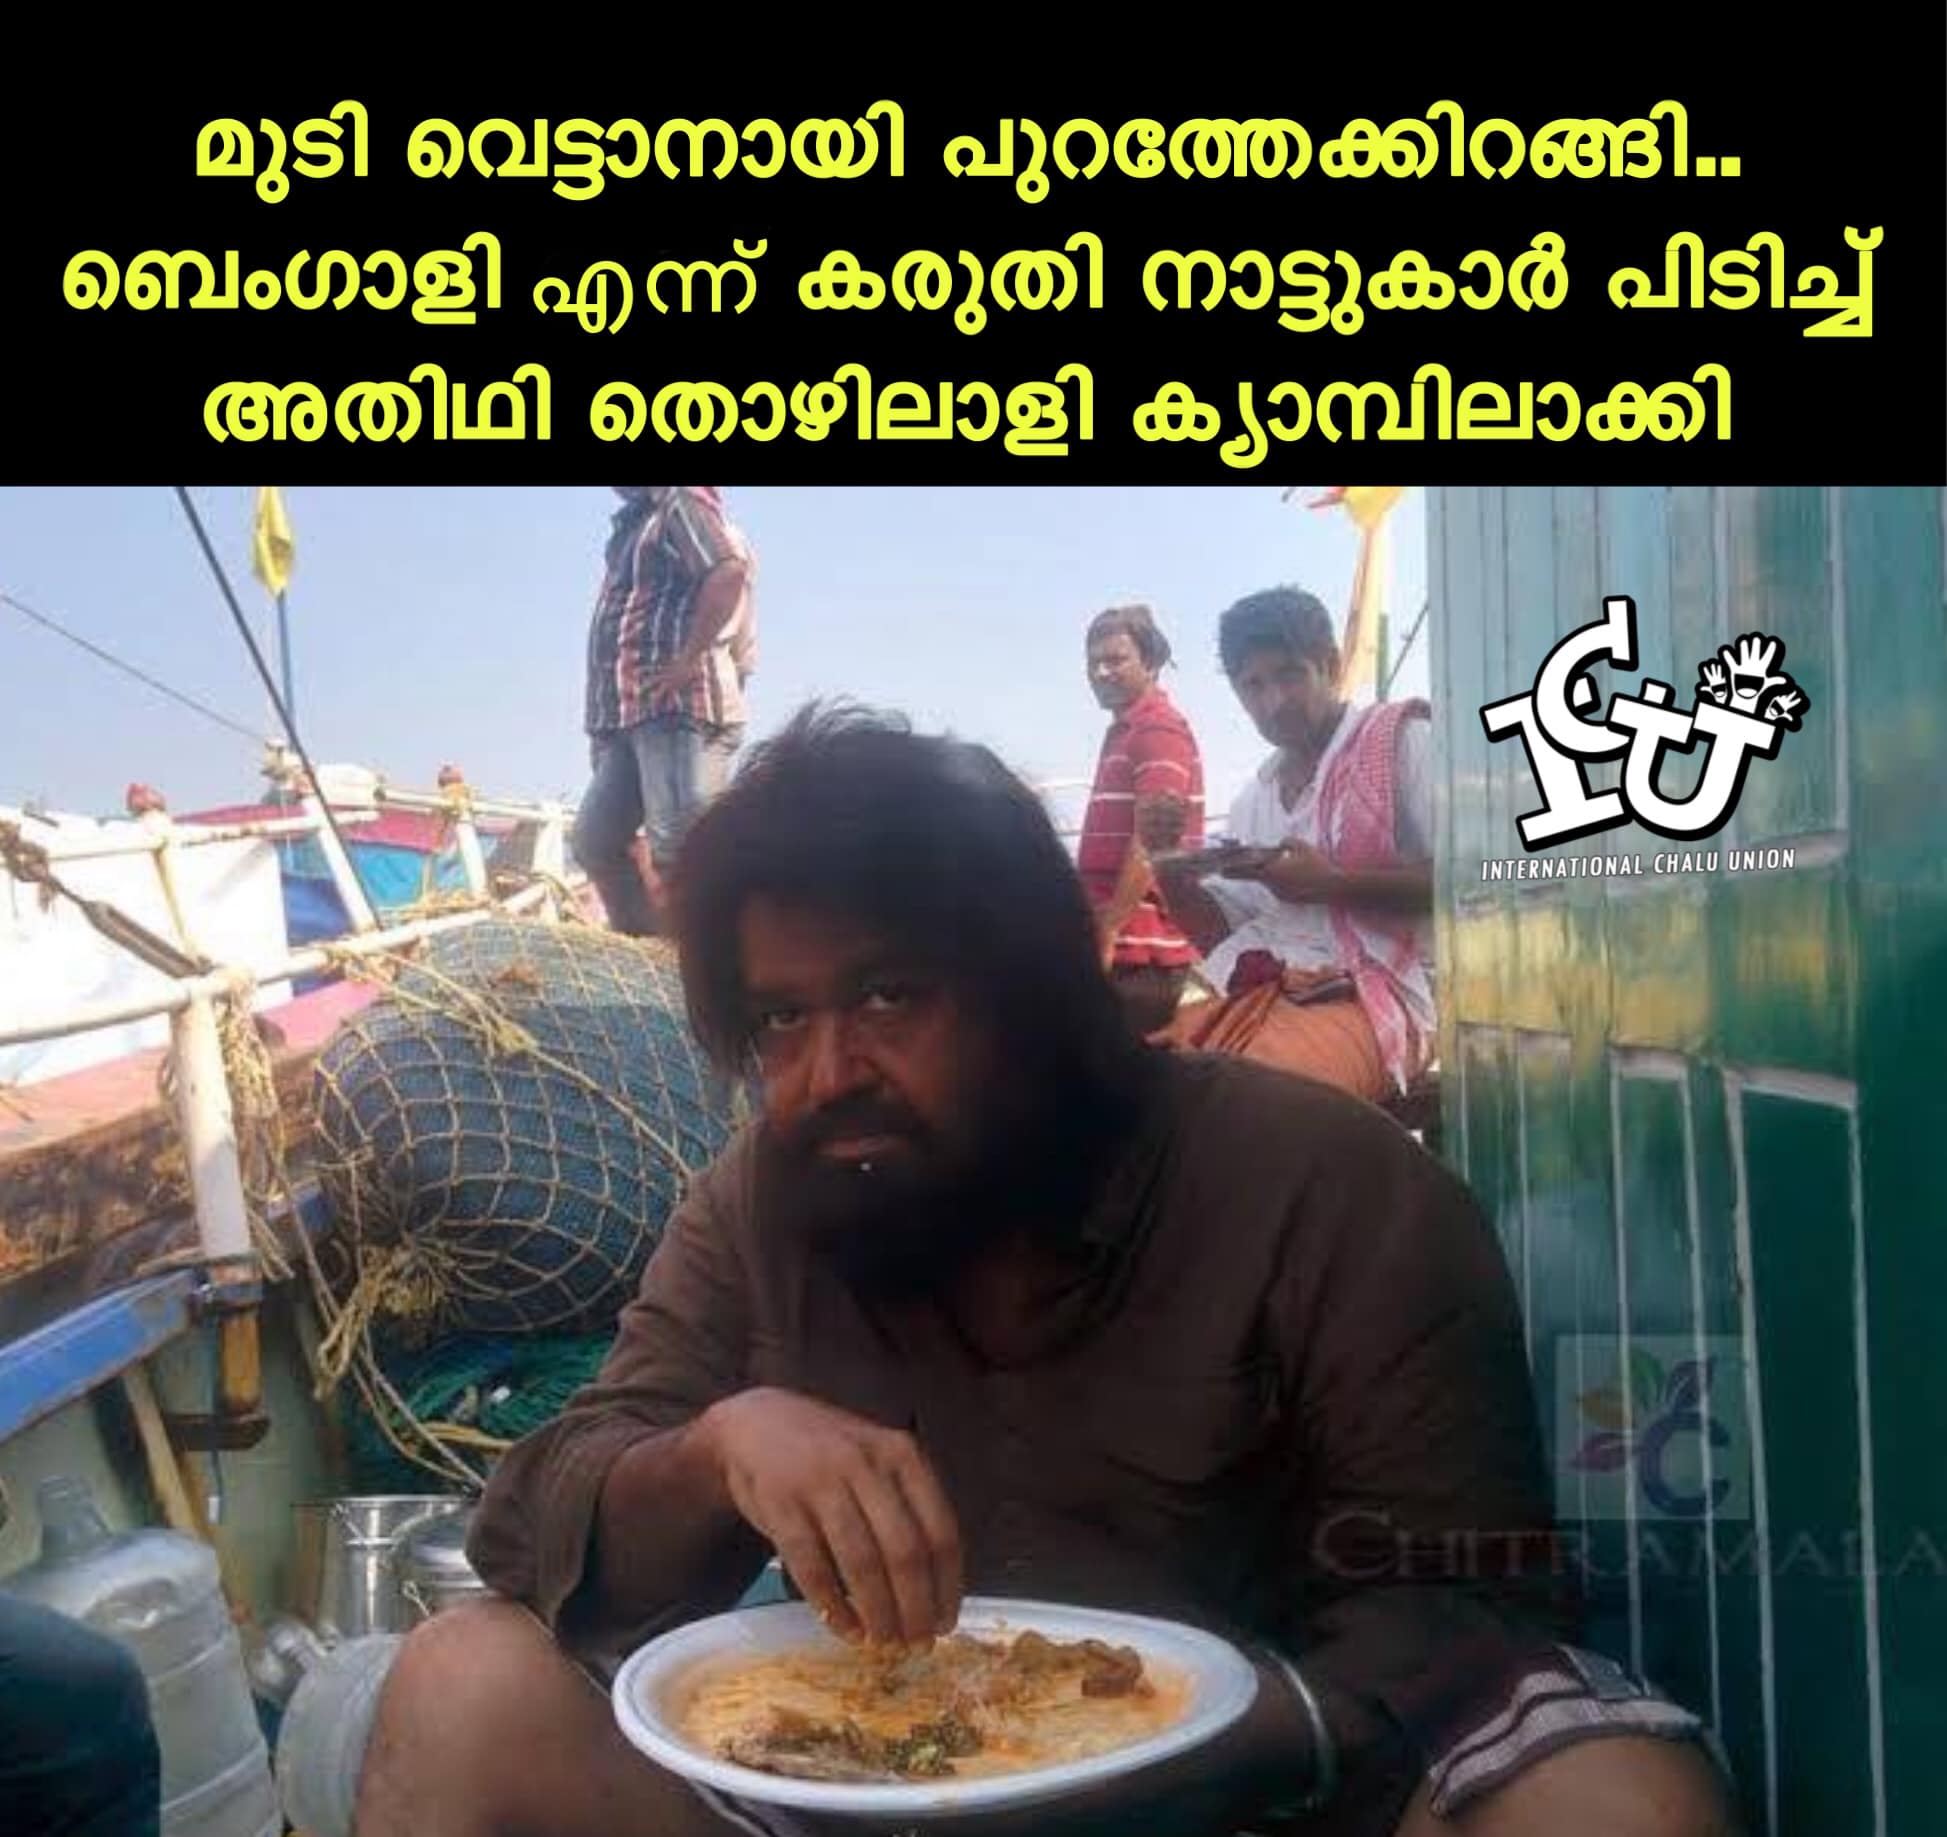 മുടി വെട്ടാനായി പുറത്തേക്കിറങ്ങി..
ബെംഗാളി എന്ന് കരുതി നാട്ടുകാർ പിടിച്ച്
അതിഥി തൊഴിലാളി ക്യാമ്പിലാക്കി
ICU
INTERNATIONAL CHALU UNION
CHITRAMALA